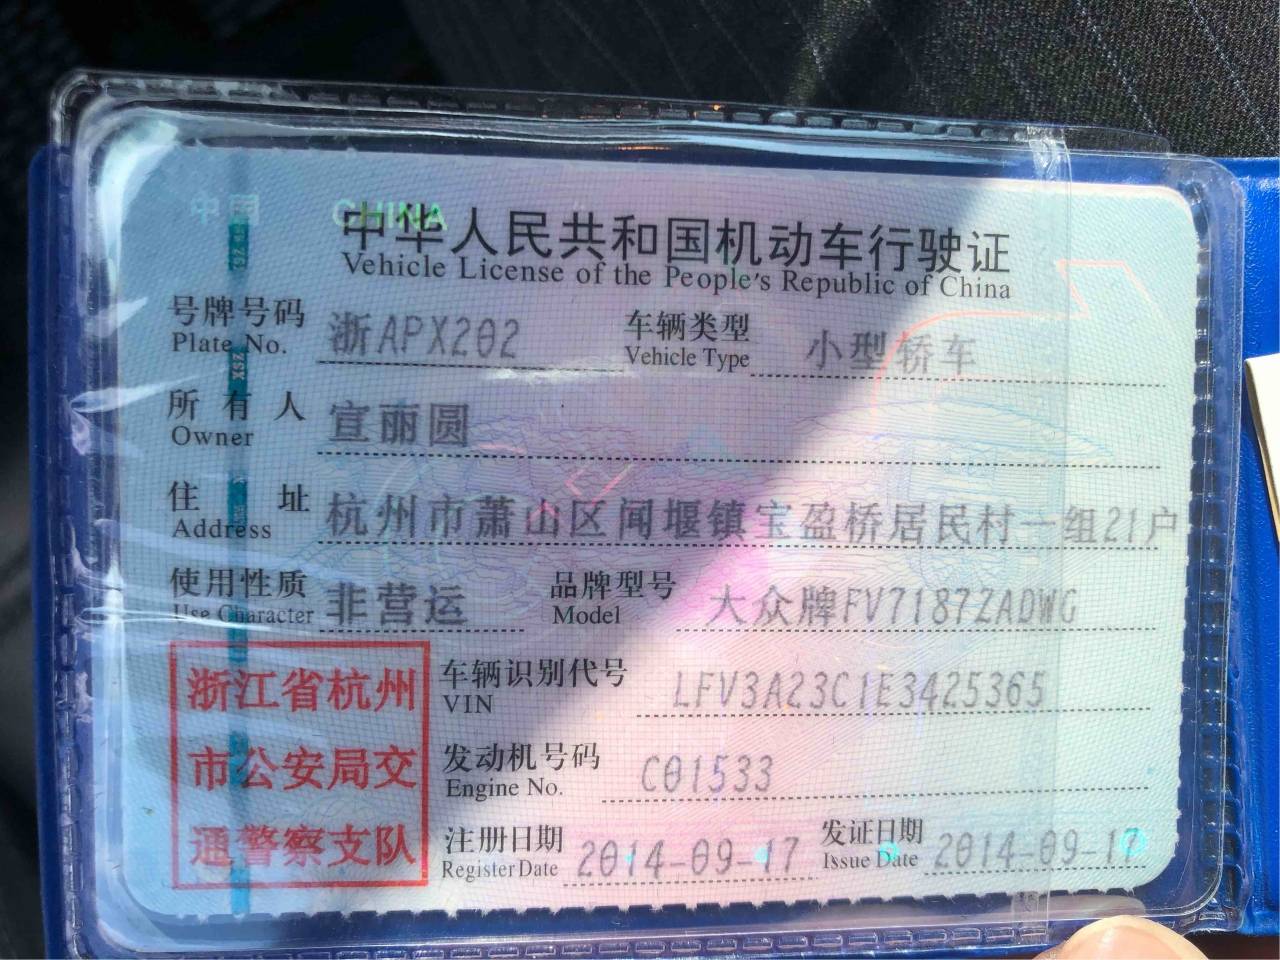 中国 CHINA
中华人民共和国机动车行驶证
Vehicle License of the People's Republic of China
号牌号码 浙APX202 车辆类型 小型轿车
Plate No. Vehicle Type
所有人 宣丽圆
Owner
住址 杭州市萧山区闻堰镇宝盈桥居民村一组21户
Address
使用性质 非营运 品牌型号 大众牌FV7187ZADWG
Use Character Model
浙江省杭州
市公安局交
通警察支队
车辆识别代号 LFV3A23C1E3425365
VIN
发动机号码 C01533
Engine No.
注册日期 2014-09-17 发证日期 2014-09-17
Register Date Issue Date